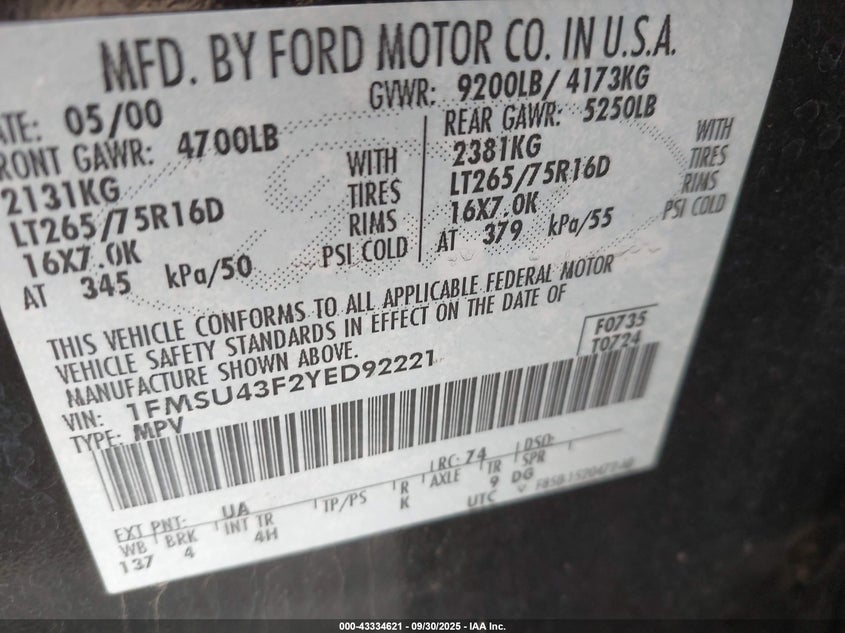 MFD. BY FORD MOTOR CO. IN U.S.A.
ATE: 05/00 GVWR: 9200LB/ 4173KG
RONT GAWR: 4700LB REAR GAWR: 5250LB
2131KG WITH 2381KG WITH
LT265/75R16D TIRES LT265/75R16D TIRES
16X7.0K RIMS 16X7.0K RIMS
AT 345 kPa/50 PSI COLD AT 379 kPa/55 PSI COLD
THIS VEHICLE CONFORMS TO ALL APPLICABLE FEDERAL MOTOR
VEHICLE SAFETY STANDARDS IN EFFECT ON THE DATE OF
MANUFACTURE SHOWN ABOVE.
F0735
T0724
VIN: 1FMSU43F2YED92221
TYPE: MPV
EXT PNT: UA RC: 74 DSO:
WB BRK INT TR TP/PS R AXLE TR SPR
137 4 4H K 9 DG
UTC
000-43334621 - 09/30/2025 - IAA Inc.